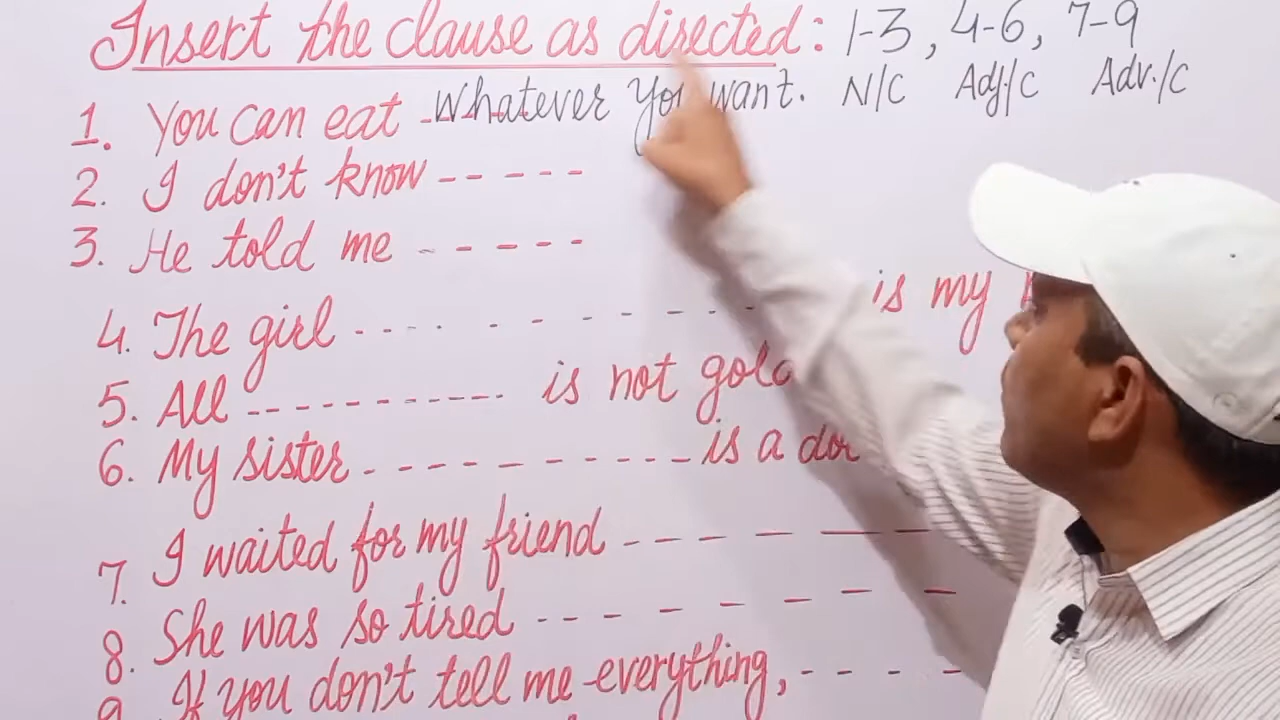 Insert the clause as directed: 1-3, 4-6, 7-9
N/C Adj./C Adv./C
1. You can eat ----- whatever you want.
2. I don't know -----
3. He told me -----
4. The girl --------- is my
5. All ----------- is not gold
6. My sister ----------- is a
7. I waited for my friend -----
8. She was so tired -------
9. If you don't tell me everything, ----